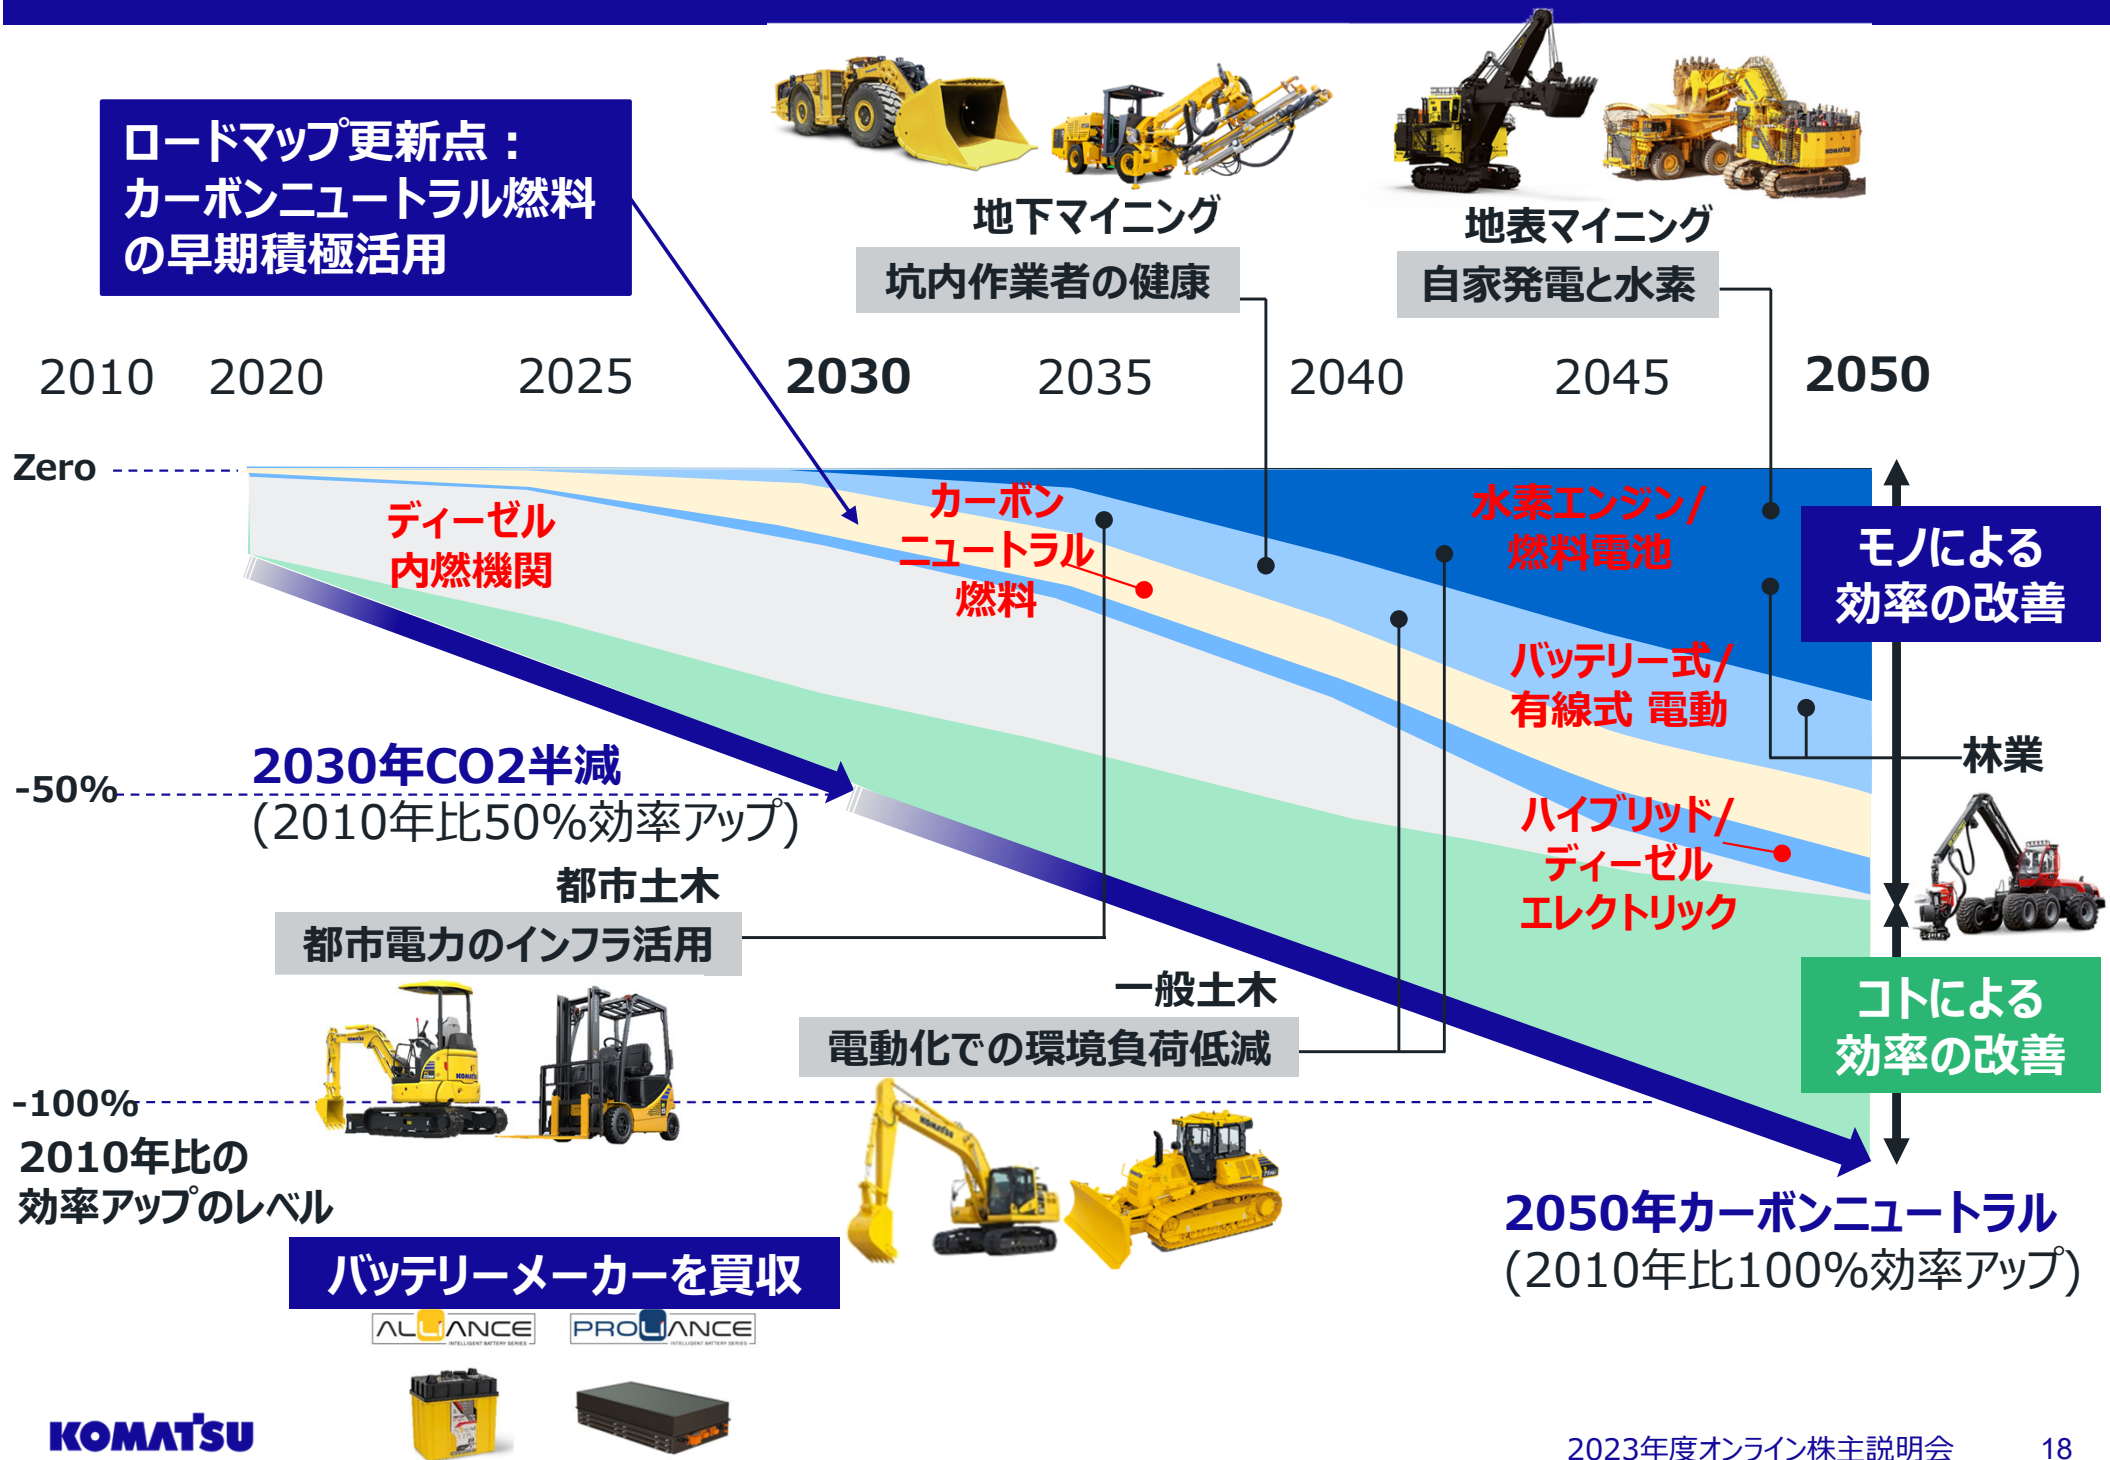 ロードマップ更新点：
カーボンニュートラル燃料
の早期積極活用
地下マイニング
坑内作業者の健康
地表マイニング
自家発電と水素
KOMATSU
2010 2020 2025 2030 2035 2040 2045 2050
Zero
ディーゼル
内燃機関
カーボン
ニュートラル
燃料
水素エンジン/
燃料電池
モノによる
効率の改善
バッテリー式/
有線式 電動
林業
2030年CO2半減
-50%
(2010年比50%効率アップ)
ハイブリッド/
ディーゼル
エレクトリック
都市土木
都市電力のインフラ活用
一般土木
電動化での環境負荷低減
コトによる
効率の改善
KOMATSU
-100%
2010年比の
効率アップのレベル
KOMATSU
2050年カーボンニュートラル
(2010年比100%効率アップ)
バッテリーメーカーを買収
ALLIANCE
INTELLIGENT BATTERY SERIES
PROLIANCE
INTELLIGENT BATTERY SERIES
KOMATSU
2023年度オンライン株主説明会 18